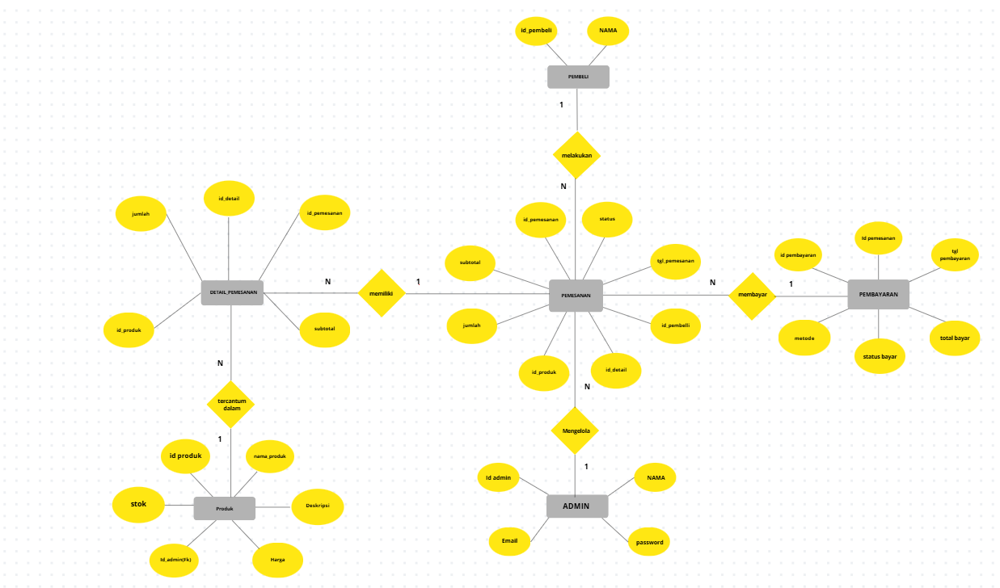 id_pembeli
NAMA
PEMBELI
1
melakukan
N
id_pemesanan
status
subtotal
tgl_pemesanan
PEMESANAN
jumlah
id_pembelli
id_produk
id_detail
jumlah
id_detail
id_pemesanan
DETAIL_PEMESANAN
id_produk
subtotal
N
memiliki
1
N
membayar
1
id pembayaran
Id pemesanan
tgl
pembayaran
PEMBAYARAN
metode
status bayar
total bayar
N
tercantum
dalam
1
id produk
nama_produk
stok
Produk
Deskripsi
Id_admin(Fk)
Harga
N
Mengelola
1
Id admin
NAMA
ADMIN
Email
password